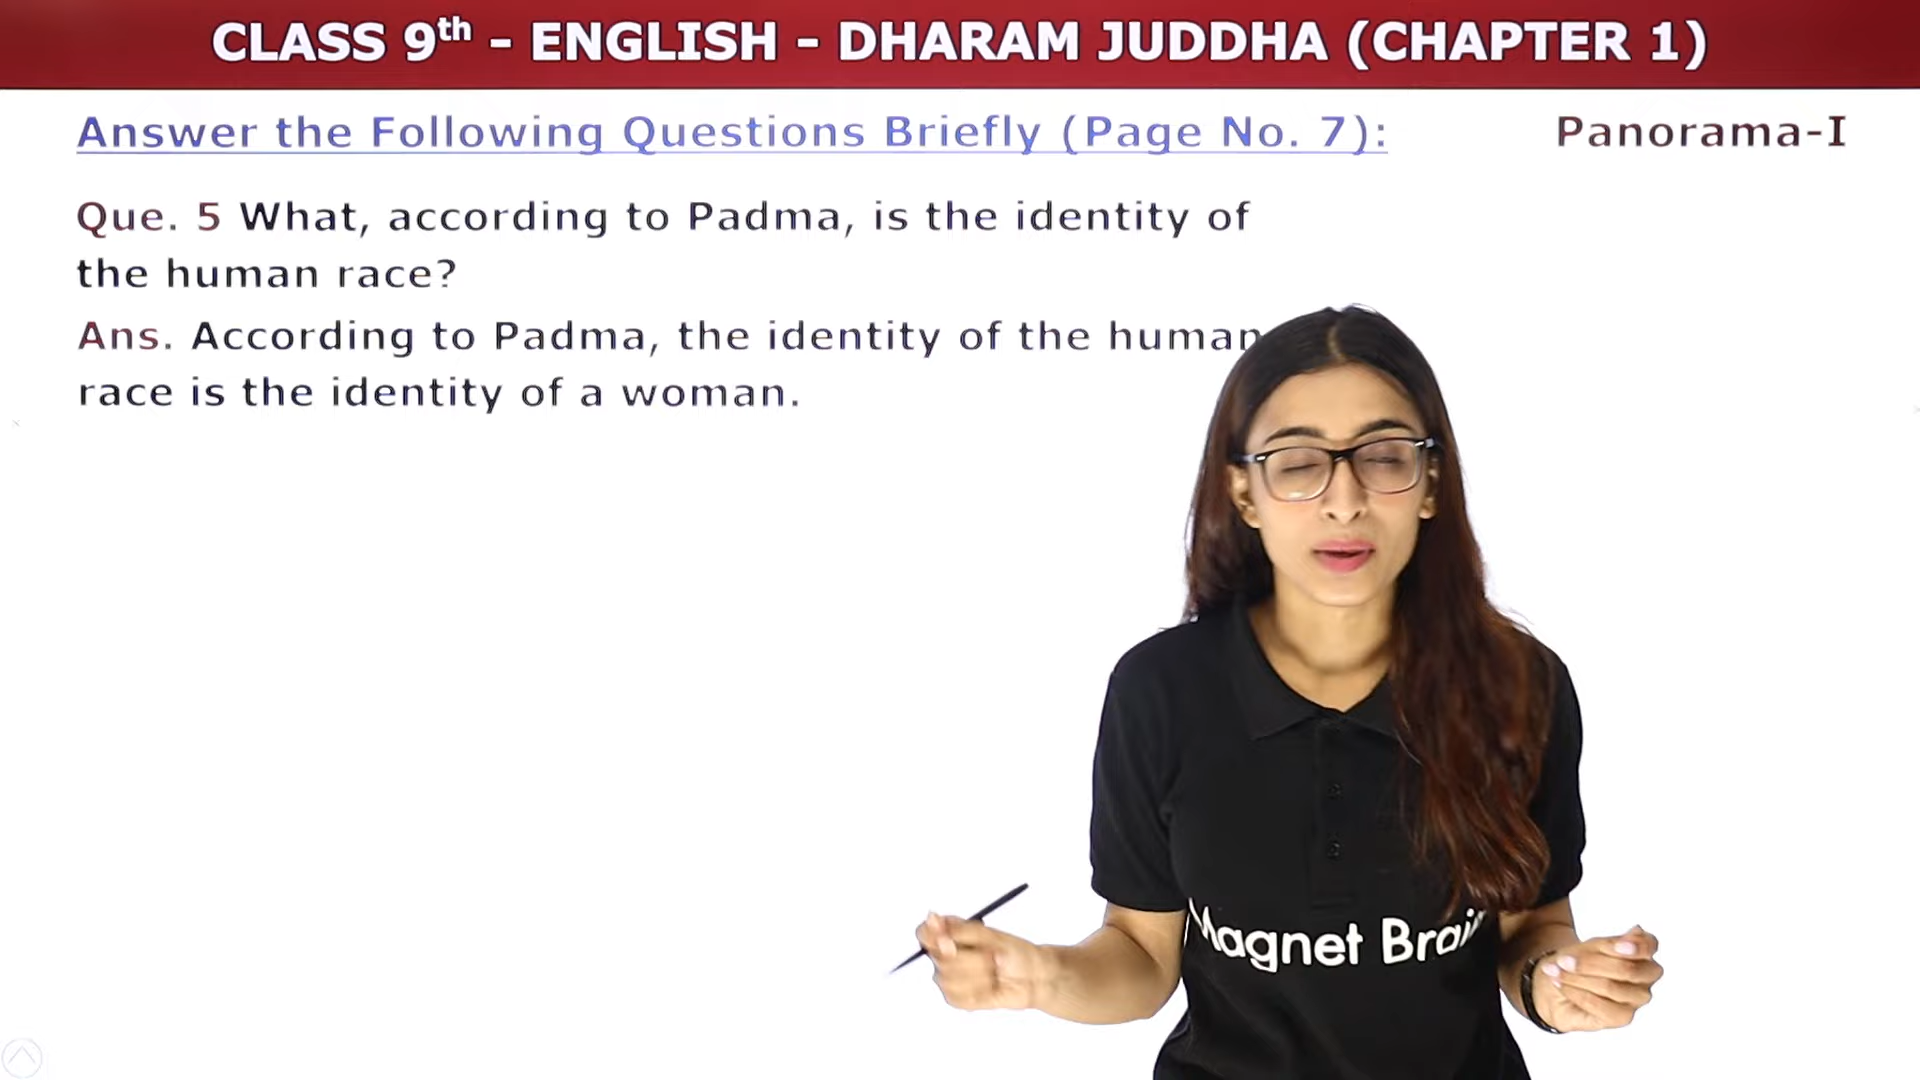 CLASS 9th - ENGLISH - DHARAM JUDDHA (CHAPTER 1)
Answer the Following Questions Briefly (Page No. 7):
Panorama-I
Que. 5 What, according to Padma, is the identity of
the human race?
Ans. According to Padma, the identity of the human
race is the identity of a woman.
Magnet Brai